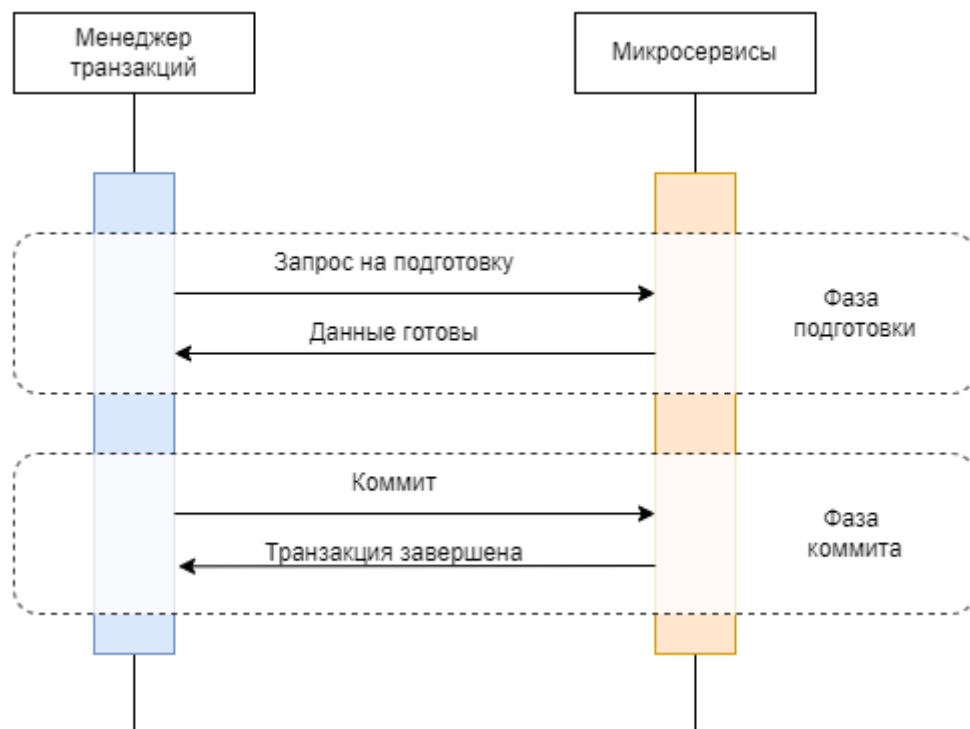 Менеджер
транзакций
Микросервисы
Запрос на подготовку
Данные готовы
Фаза
подготовки
Коммит
Транзакция завершена
Фаза
коммита